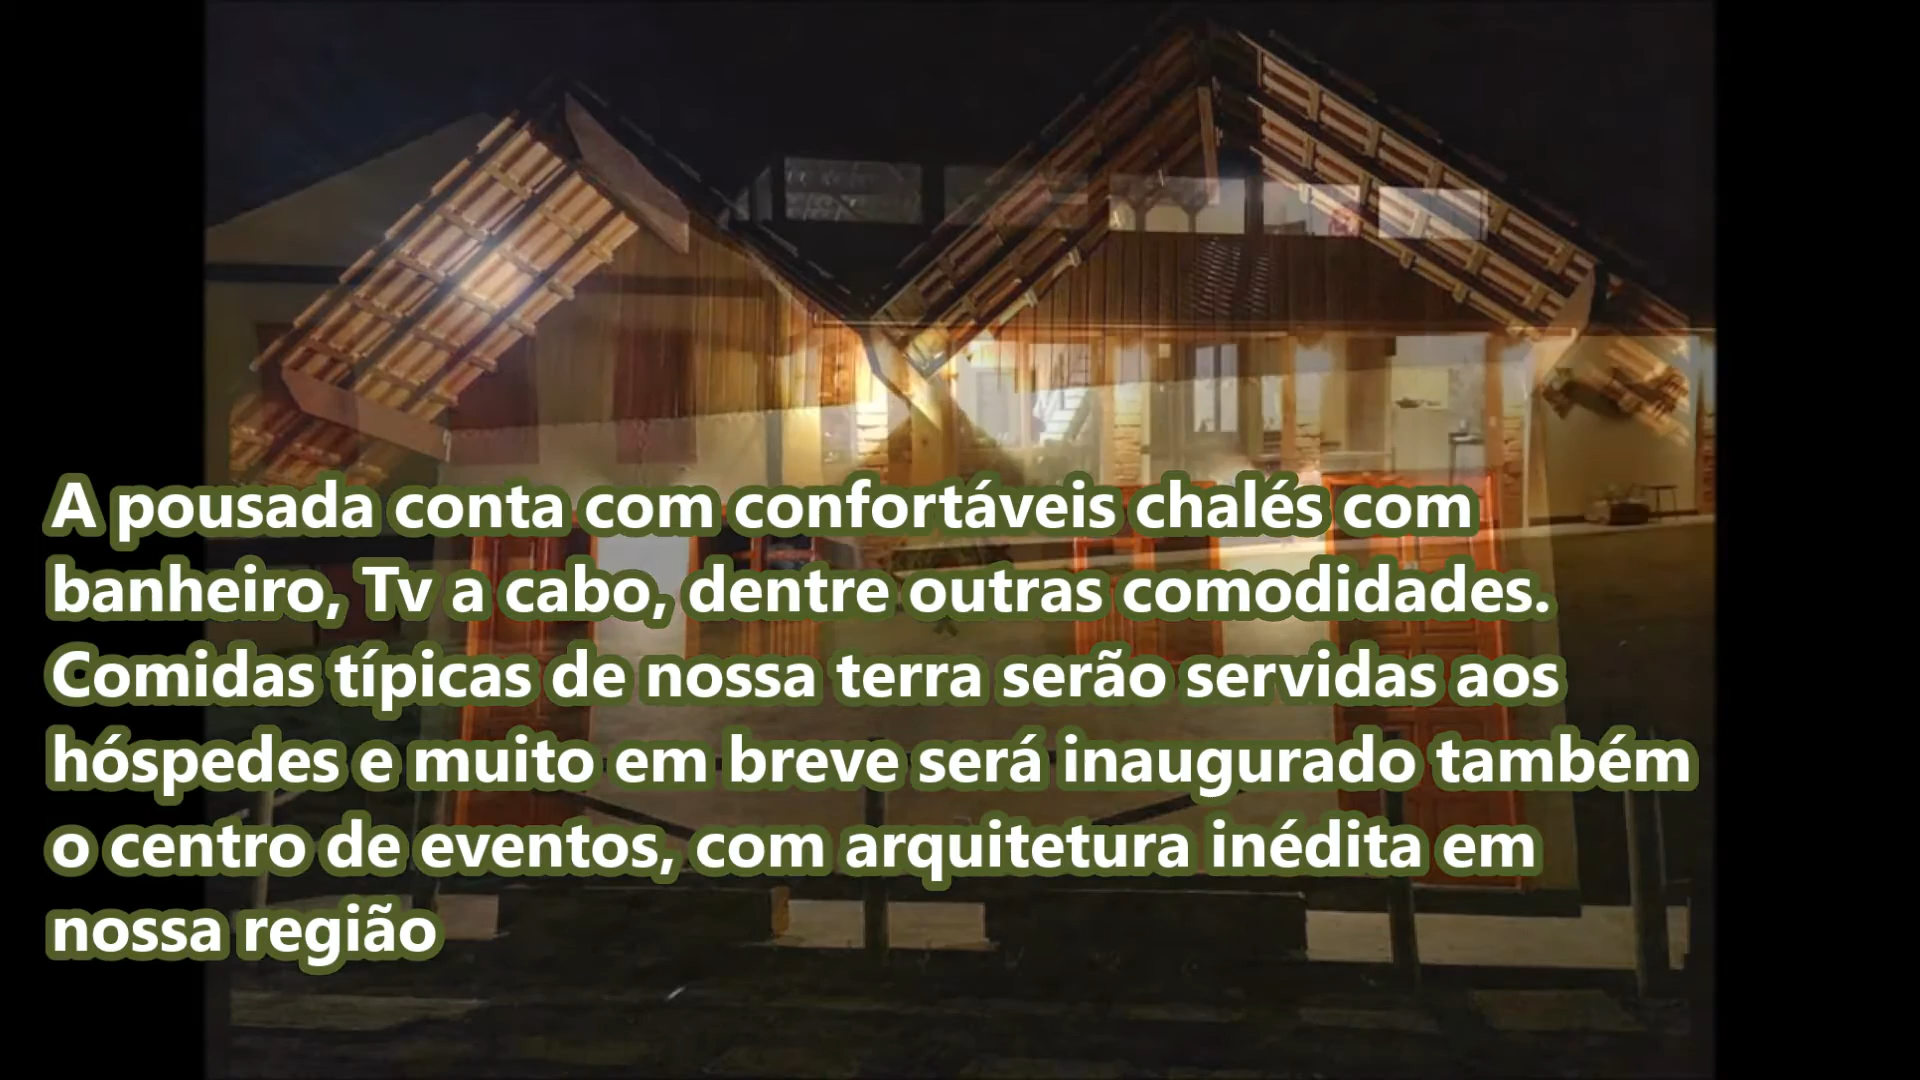 A pousada conta com confortáveis chalés com
banheiro, Tv a cabo, dentre outras comodidades.
Comidas típicas de nossa terra serão servidas aos
hóspedes e muito em breve será inaugurado também
o centro de eventos, com arquitetura inédita em
nossa região